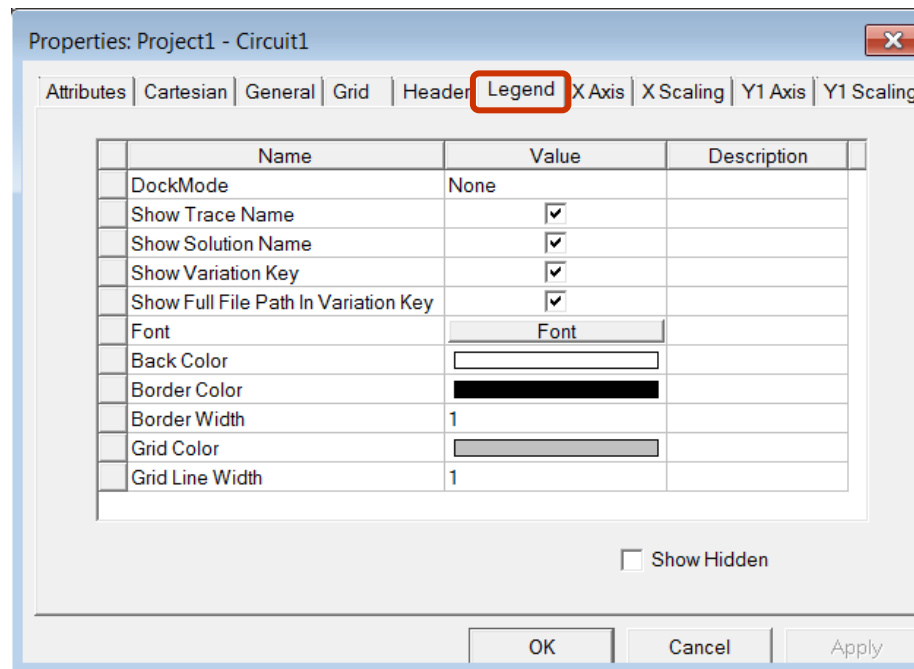 Properties: Project1 - Circuit1
Attributes Cartesian General Grid Header Legend X Axis X Scaling Y1 Axis Y1 Scaling
Name Value Description
DockMode None
Show Trace Name
Show Solution Name
Show Variation Key
Show Full File Path In Variation Key
Font Font
Back Color
Border Color
Border Width 1
Grid Color
Grid Line Width 1
Show Hidden
OK Cancel Apply